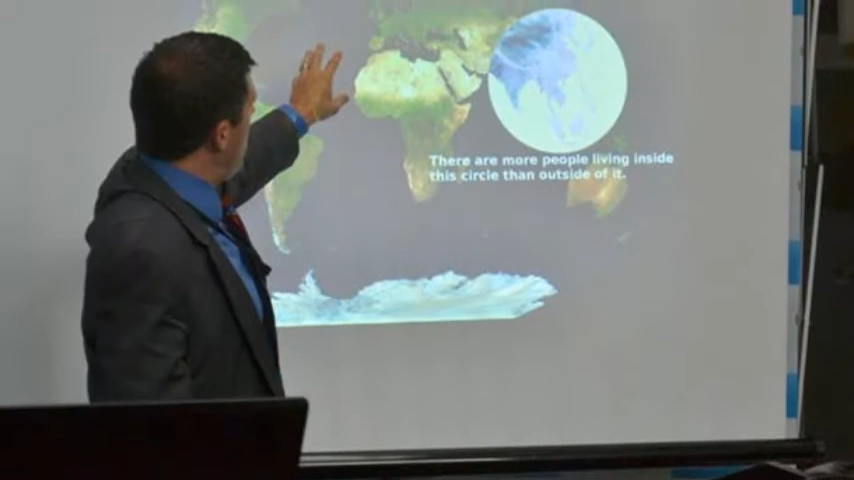 There are more people living inside
this circle than outside of it.